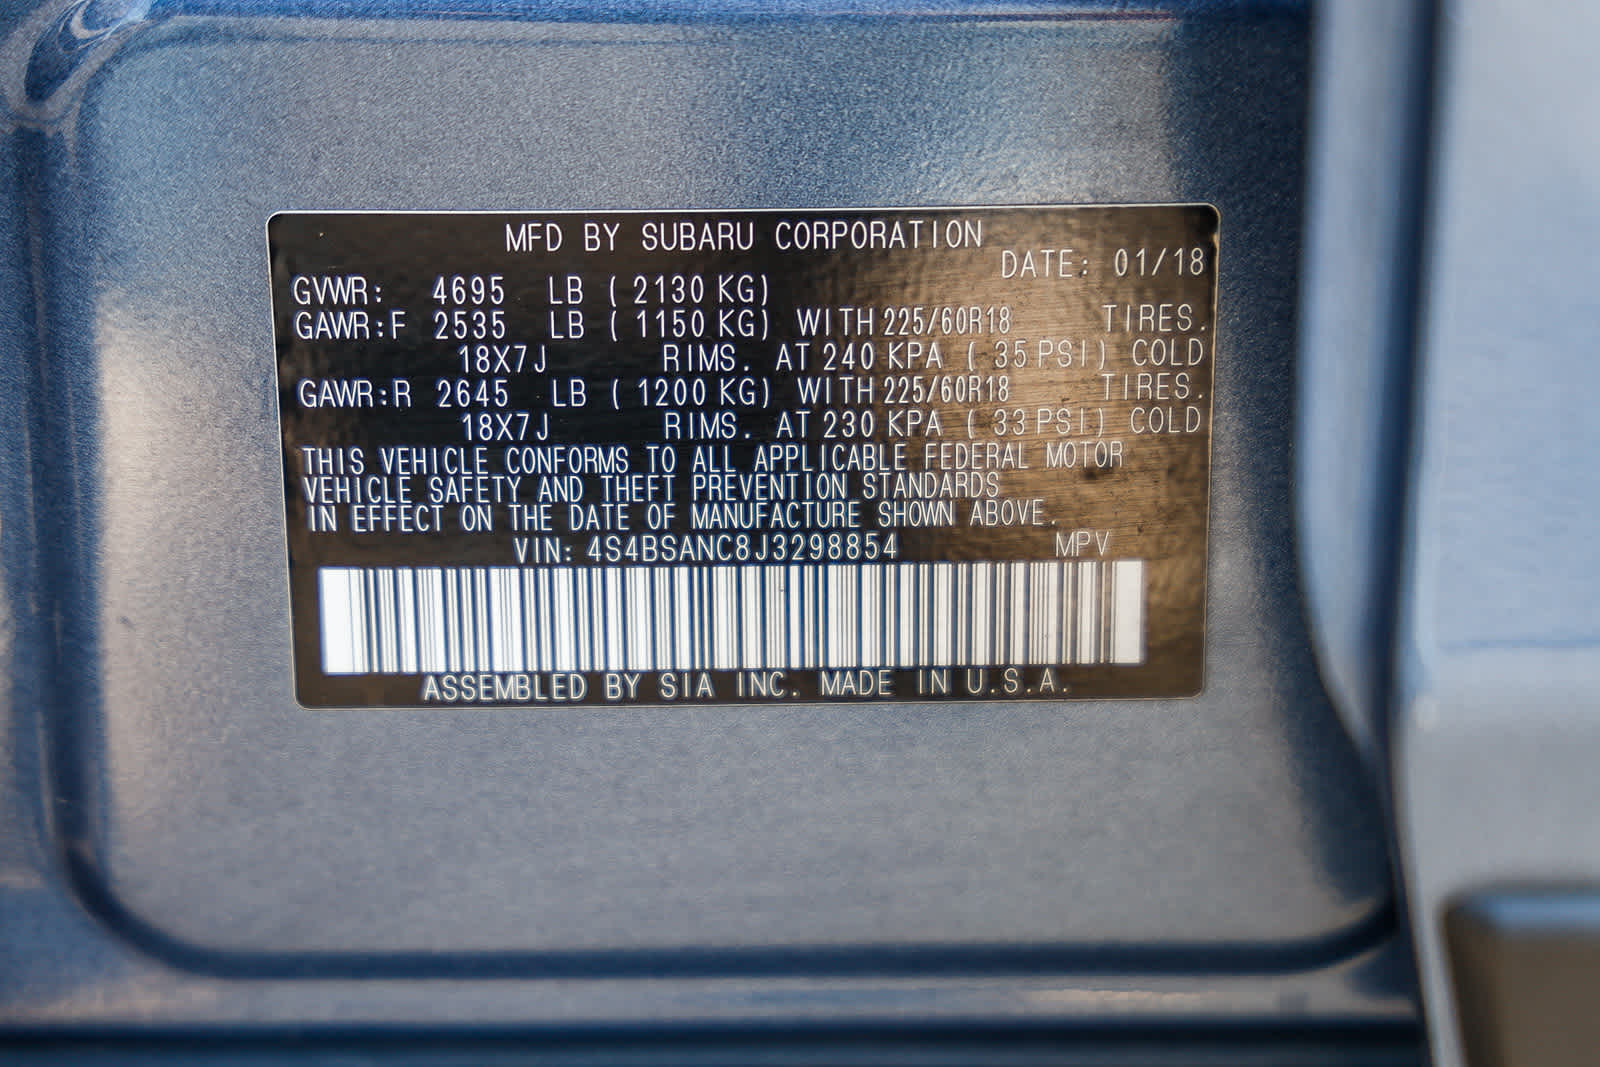 MFD BY SUBARU CORPORATION
DATE: 01/18
GVWR: 4695 LB ( 2130 KG)
GAWR:F 2535 LB ( 1150 KG) WITH 225/60R18 TIRES.
18X7J RIMS. AT 240 KPA ( 35 PSI) COLD
GAWR:R 2645 LB ( 1200 KG) WITH 225/60R18 TIRES.
18X7J RIMS. AT 230 KPA ( 33 PSI) COLD
THIS VEHICLE CONFORMS TO ALL APPLICABLE FEDERAL MOTOR
VEHICLE SAFETY AND THEFT PREVENTION STANDARDS
IN EFFECT ON THE DATE OF MANUFACTURE SHOWN ABOVE.
VIN: 4S4BSANC8J3298854 MPV
ASSEMBLED BY SIA INC. MADE IN U.S.A.